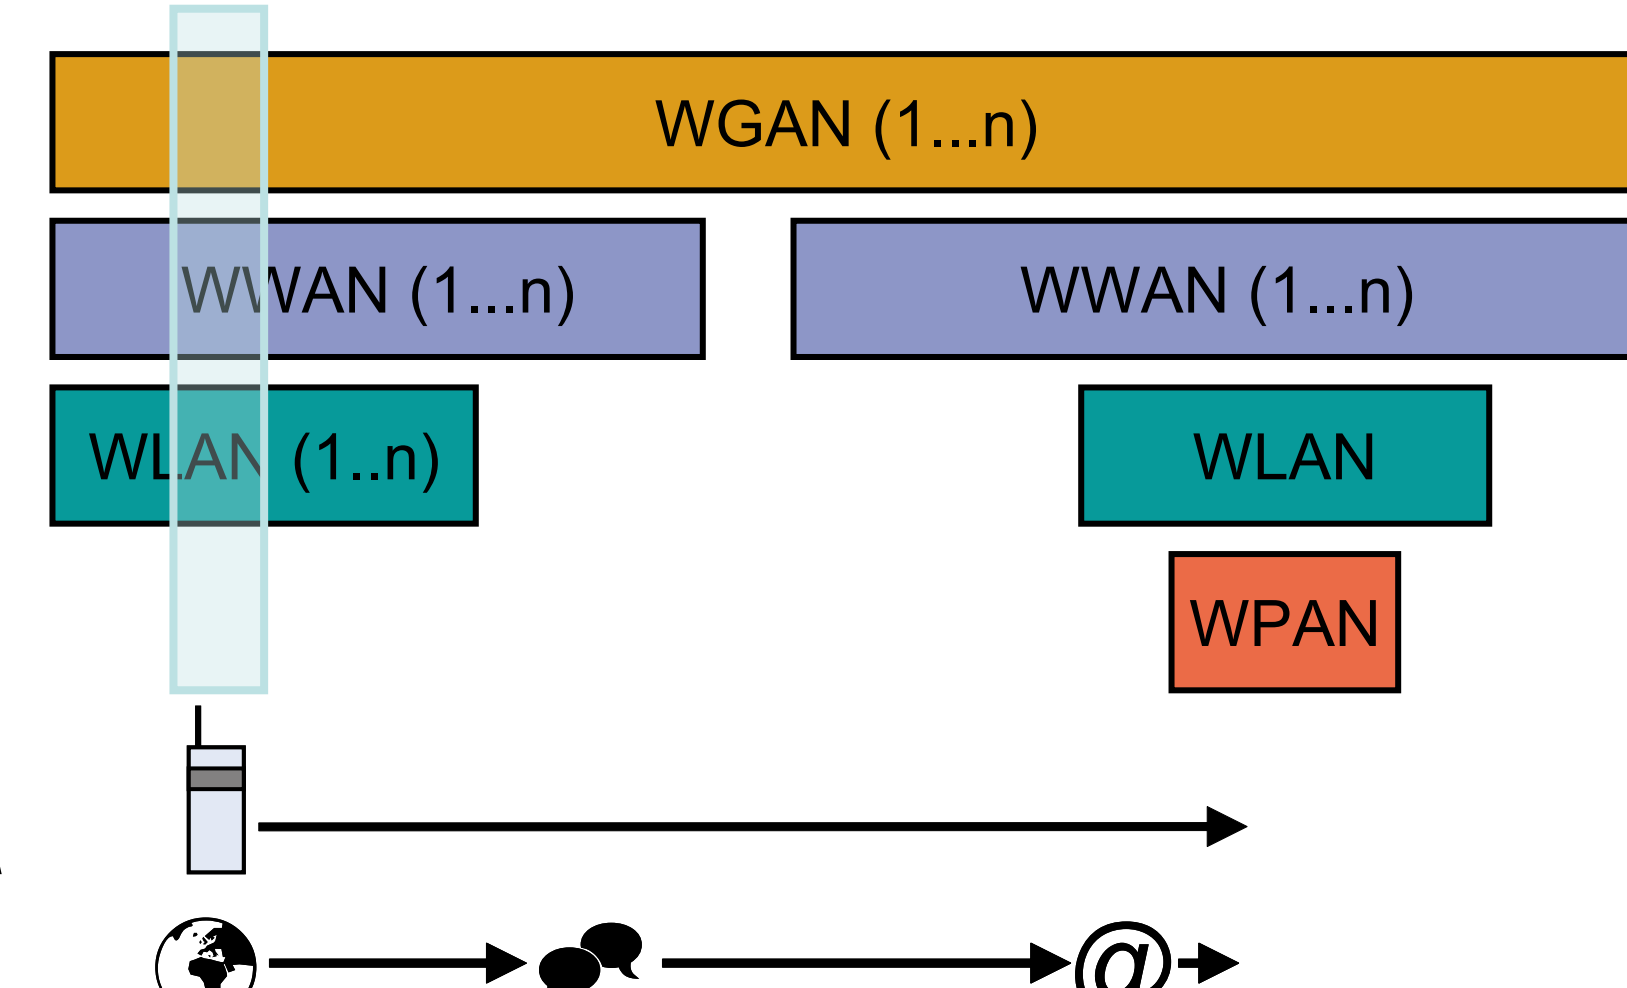 WGAN (1...n)
WWAN (1...n) WWAN (1...n)
WLAN (1..n) WLAN
WPAN
@